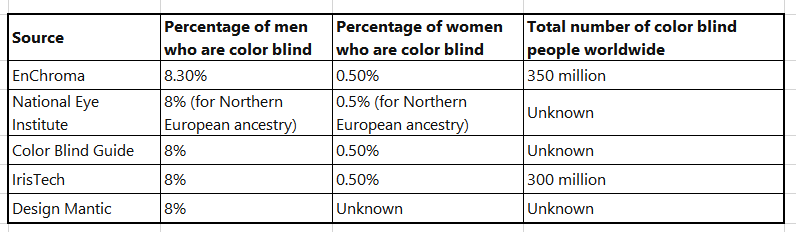 Source
Percentage of men
who are color blind
Percentage of women
who are color blind
Total number of color blind
people worldwide
EnChroma
8.30%
0.50%
350 million
National Eye
Institute
8% (for Northern
European ancestry)
0.5% (for Northern
European ancestry)
Unknown
Color Blind Guide
8%
0.50%
Unknown
IrisTech
8%
0.50%
300 million
Design Mantic
8%
Unknown
Unknown